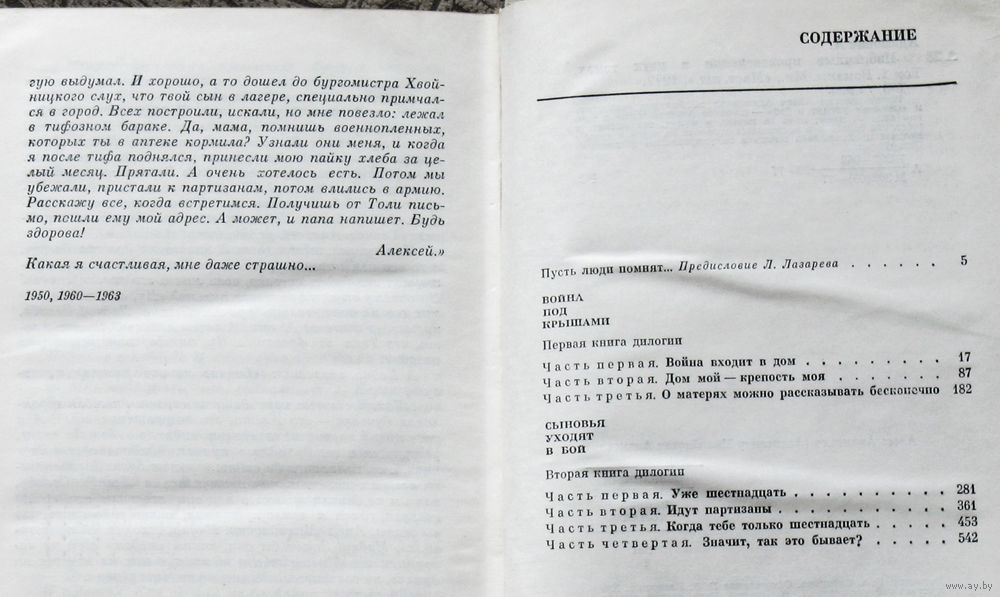 гую выдумал. И хорошо, а то дошел до бургомистра Хвой-
ницкого слух, что твой сын в лагере, специально примчал-
ся в город. Всех построили, искали, но мне повезло: лежал
в тифозном бараке. Да, мама, помнишь военнопленных,
которых ты в аптеке кормила? Узнали они меня, и когда
я после тифа поднялся, принесли мою пайку хлеба за це-
лый месяц. Прятали. А очень хотелось есть. Потом мы
убежали, пристали к партизанам, потом влились в армию.
Расскажу все, когда встретимся. Получишь от Толи пись-
мо, пошли ему мой адрес. А может, и папа напишет. Будь
здорова!
Алексей.»
Какая я счастливая, мне даже страшно...
1950, 1960—1963
СОДЕРЖАНИЕ
Пусть люди помнят... Предисловие Л. Лазарева . . . . . . 5
ВОЙНА
ПОД
КРЫШАМИ
Первая книга дилогии
Часть первая. Война входит в дом . . . . . . . . . 17
Часть вторая. Дом мой — крепость моя . . . . . . . 87
Часть третья. О матерях можно рассказывать бесконечно 182
СЫНОВЬЯ
УХОДЯТ
В БОЙ
Вторая книга дилогии
Часть первая. Уже шестнадцать . . . . . . . . . . 281
Часть вторая. Идут партизаны . . . . . . . . . . . 361
Часть третья. Когда тебе только шестнадцать . . . . . 453
Часть четвертая. Значит, так это бывает? . . . . . 542
www.ay.by